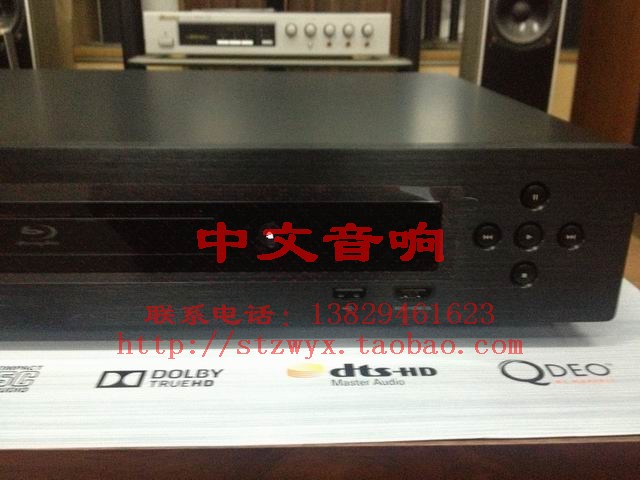 中文音响
联系电话: 13829461623
http://stzwyx.taobao.com
COMPACT
DOLBY
TRUEHD
dts-HD
Master Audio
QDEO